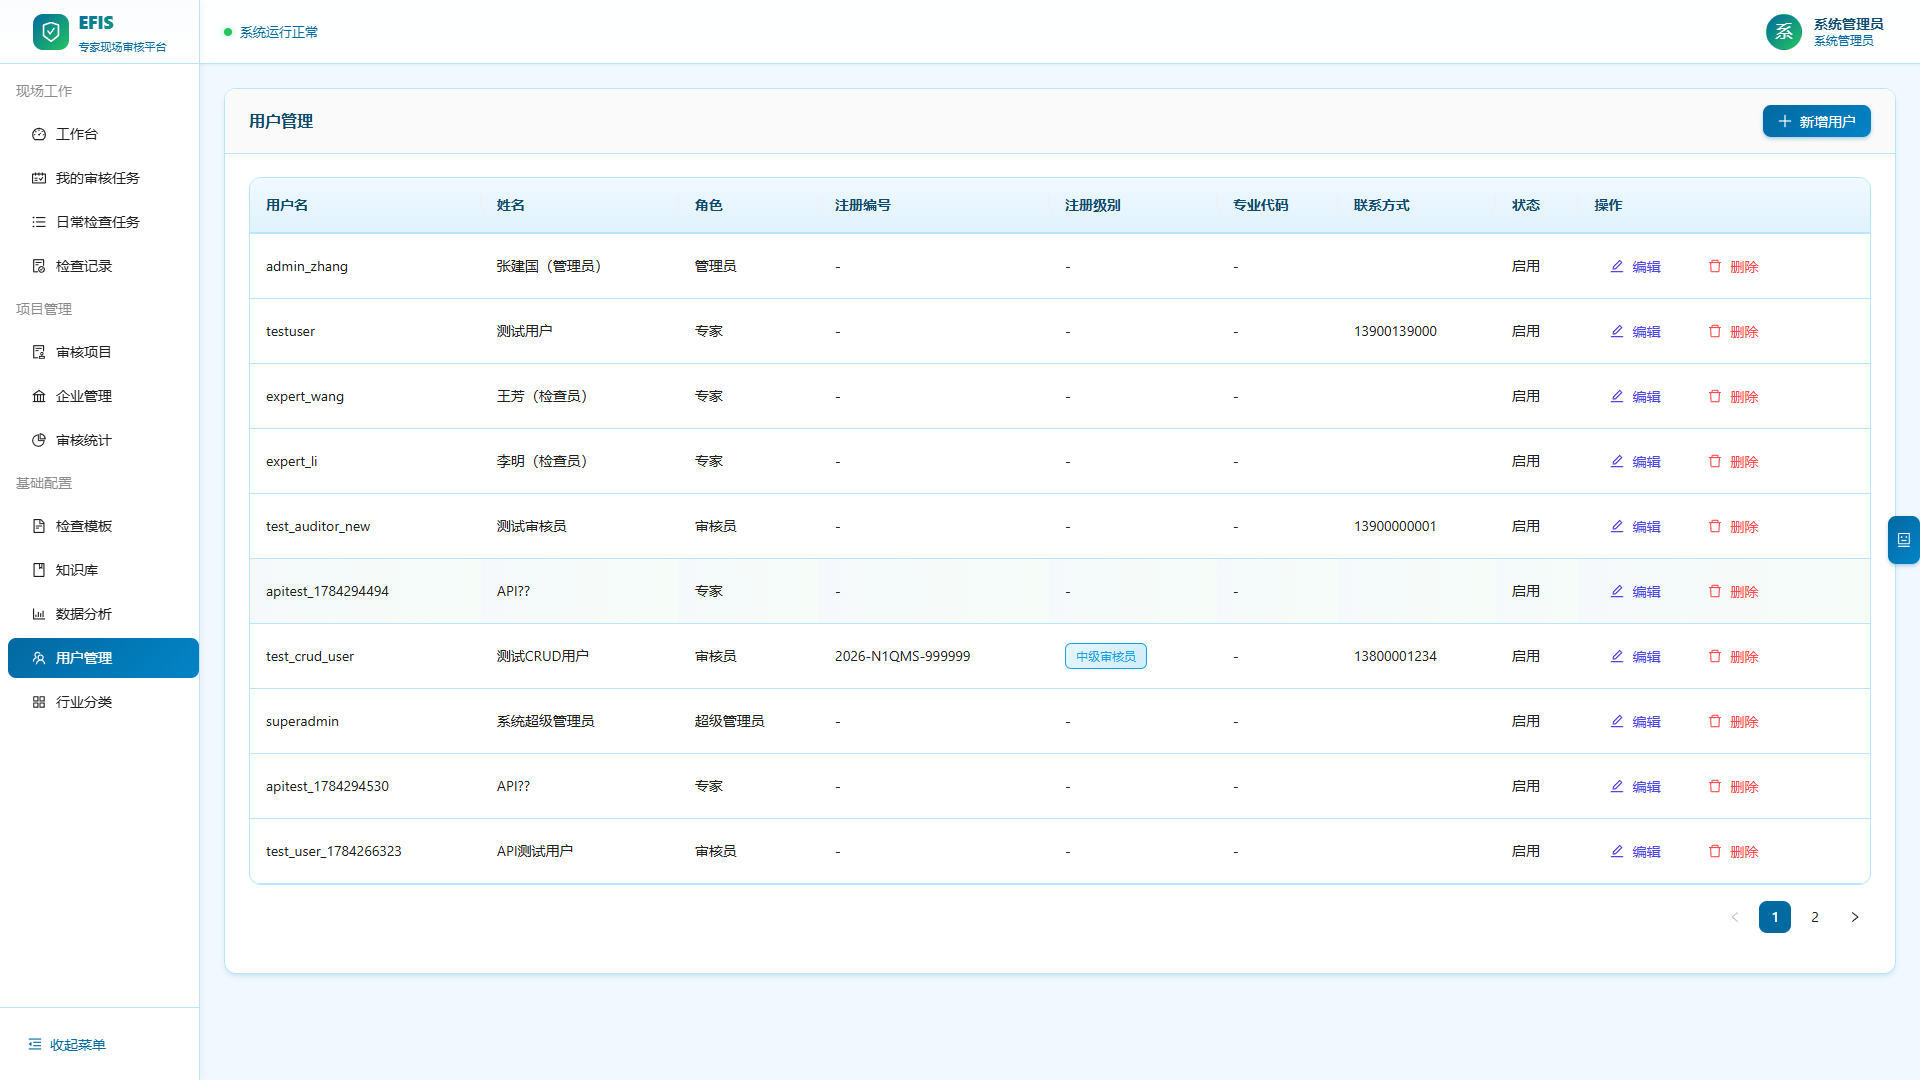 EFIS
专家现场审核平台
系统运行正常
系
系统管理员
系统管理员
现场工作
工作台
我的审核任务
日常检查任务
检查记录
项目管理
审核项目
企业管理
审核统计
基础配置
检查模板
知识库
数据分析
用户管理
行业分类
收起菜单
用户管理
新增用户
用户名 姓名 角色 注册编号 注册级别 专业代码 联系方式 状态 操作
admin_zhang 张建国（管理员） 管理员 - - - 启用 编辑 删除
testuser 测试用户 专家 - - - 13900139000 启用 编辑 删除
expert_wang 王芳（检查员） 专家 - - - 启用 编辑 删除
expert_li 李明（检查员） 专家 - - - 启用 编辑 删除
test_auditor_new 测试审核员 审核员 - - - 13900000001 启用 编辑 删除
apitest_1784294494 API?? 专家 - - - 启用 编辑 删除
test_crud_user 测试CRUD用户 审核员 2026-N1QMS-999999 中级审核员 - 13800001234 启用 编辑 删除
superadmin 系统超级管理员 超级管理员 - - - 启用 编辑 删除
apitest_1784294530 API?? 专家 - - - 启用 编辑 删除
test_user_1784266323 API测试用户 审核员 - - - 启用 编辑 删除
1 2